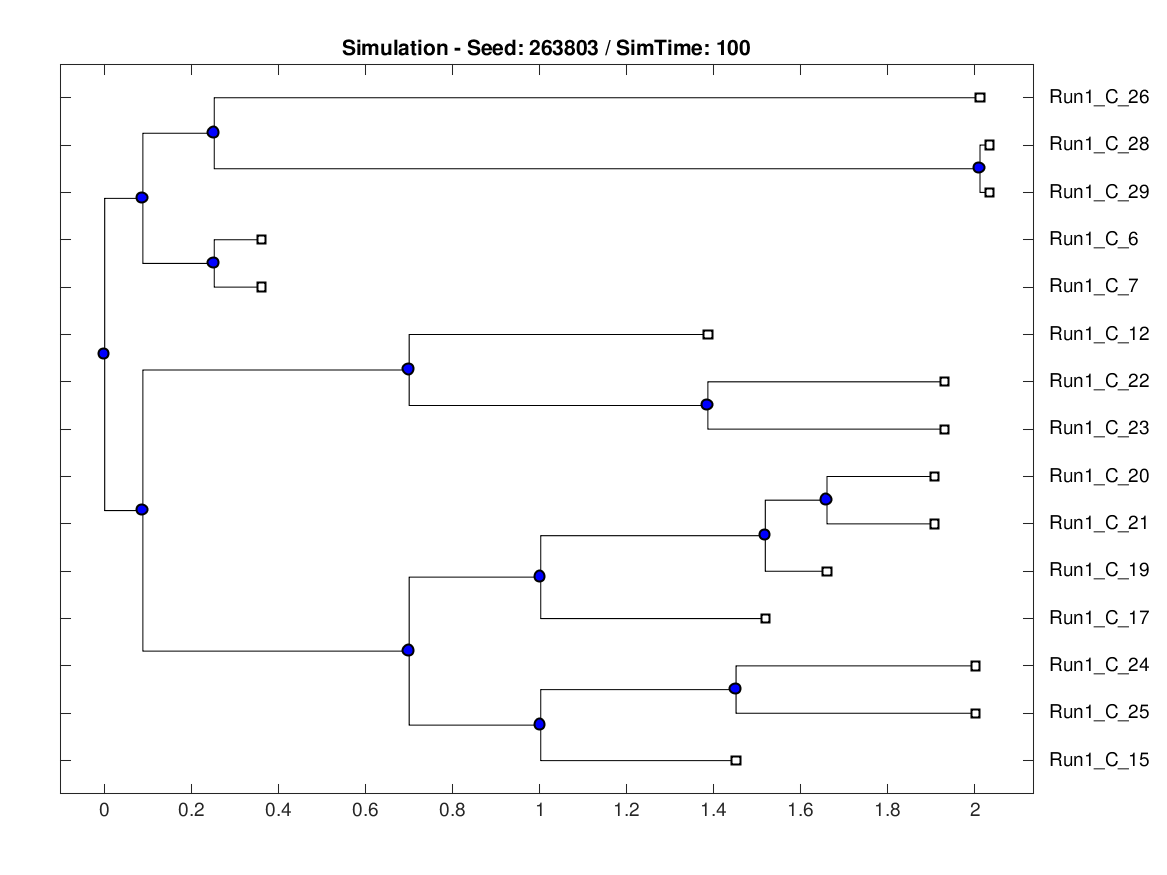 Simulation - Seed: 263803 / SimTime: 100
Run1_C_26
Run1_C_28
Run1_C_29
Run1_C_6
Run1_C_7
Run1_C_12
Run1_C_22
Run1_C_23
Run1_C_20
Run1_C_21
Run1_C_19
Run1_C_17
Run1_C_24
Run1_C_25
Run1_C_15
0 0.2 0.4 0.6 0.8 1 1.2 1.4 1.6 1.8 2